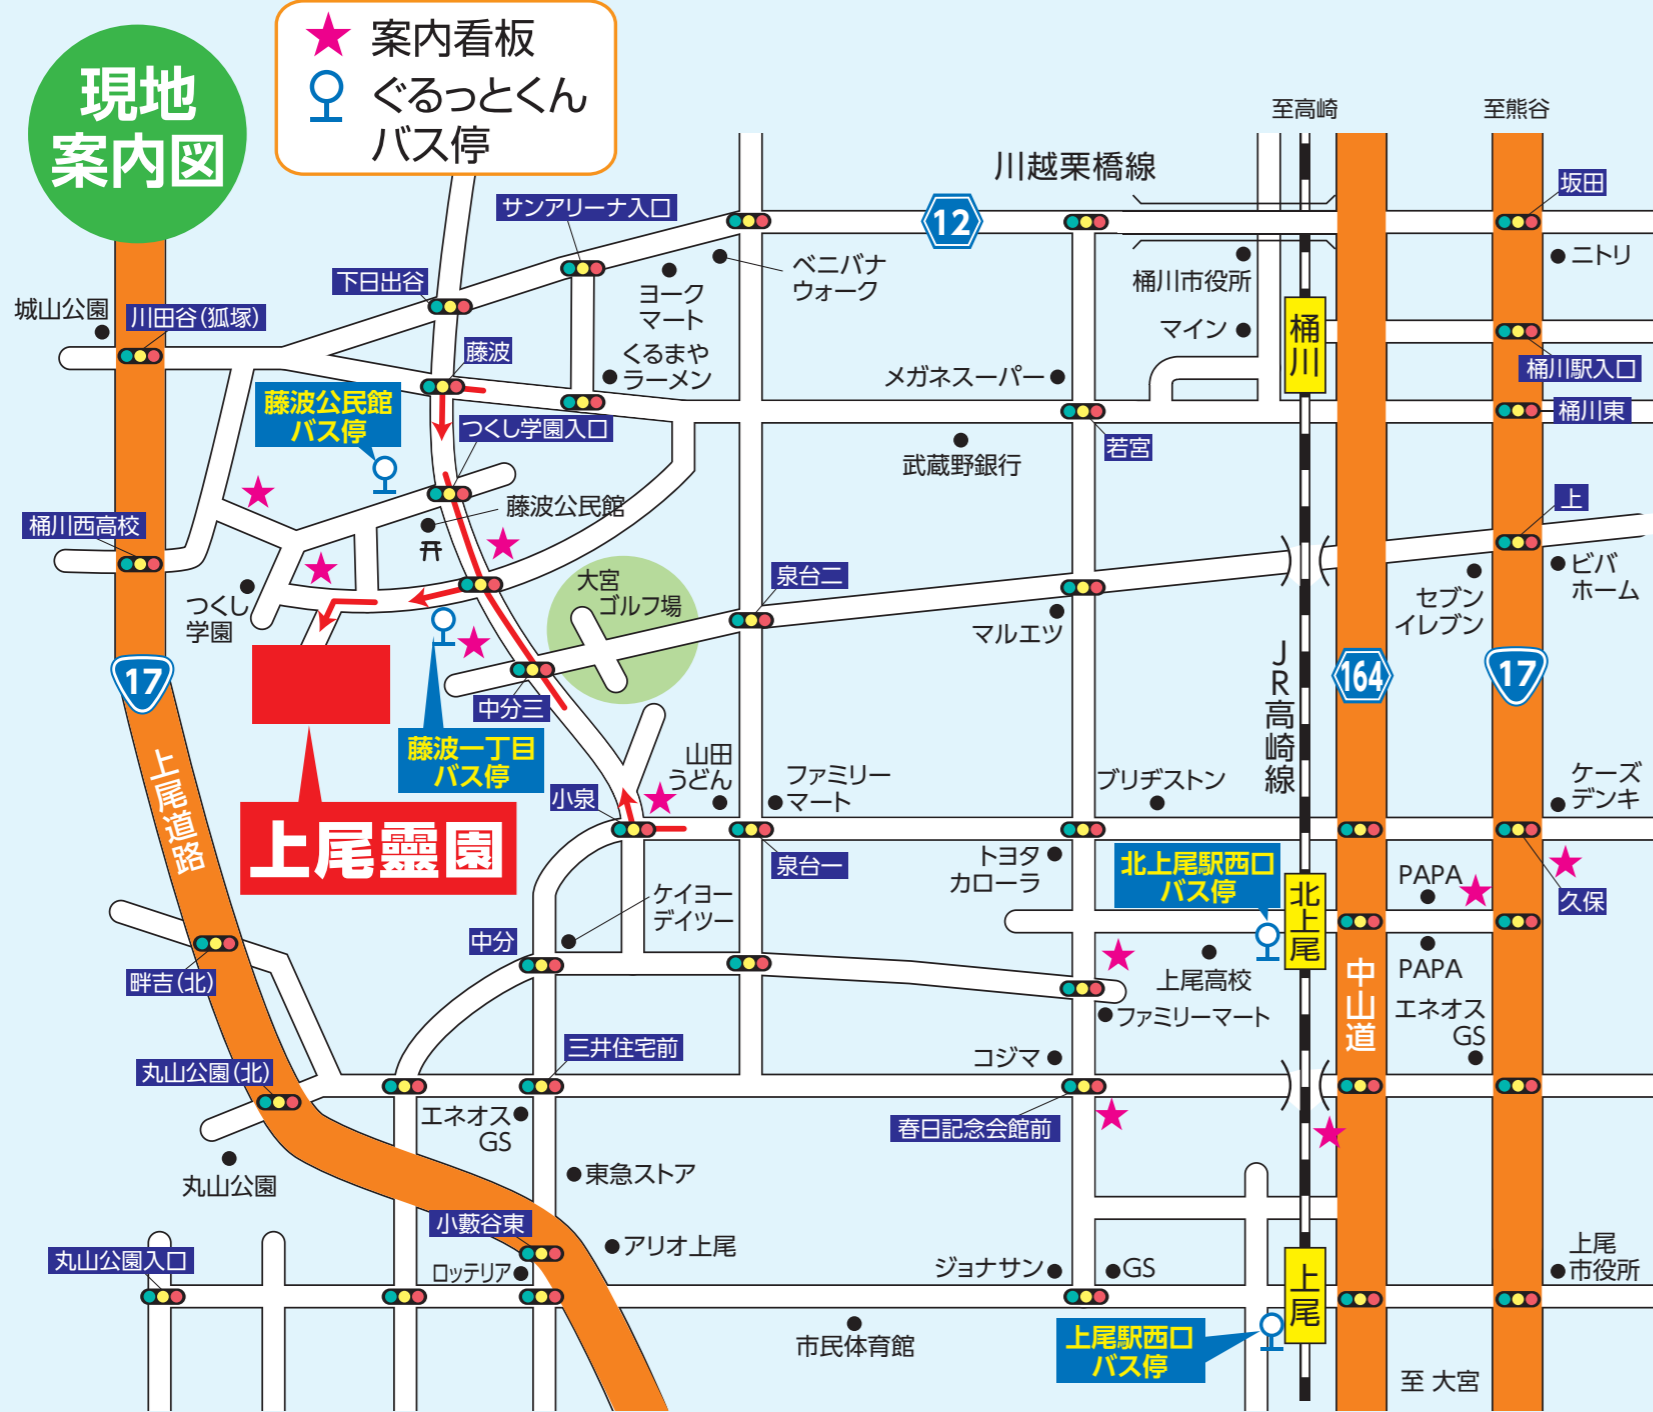 現地
案内図
案内看板
ぐるっとくん
バス停
至高崎
至熊谷
川越栗橋線
坂田
サンアリーナ入口
12
ニトリ
下日出谷
ベニバナ
ウォーク
ヨーク
マート
桶川市役所
城山公園
川田谷(狐塚)
マイン
桶川
藤波
くるまや
ラーメン
メガネスーパー
桶川駅入口
藤波公民館
バス停
つくし学園入口
桶川東
若宮
武蔵野銀行
藤波公民館
上
桶川西高校
大宮
ゴルフ場
泉台二
ビバ
ホーム
つくし
学園
マルエツ
セブン
イレブン
JR高崎線
17
164
17
中分三
藤波一丁目
バス停
上尾道路
山田
うどん
ファミリー
マート
ブリヂストン
ケーズ
デンキ
小泉
上尾靈園
泉台一
トヨタ
カローラ
北上尾駅西口
バス停
北上尾
PAPA
久保
ケイヨー
デイツー
中分
畔吉(北)
上尾高校
中山道
PAPA
ファミリーマート
エネオス
GS
三井住宅前
コジマ
丸山公園(北)
エネオス
GS
春日記念会館前
丸山公園
東急ストア
小藪谷東
アリオ上尾
丸山公園入口
ロッテリア
ジョナサン
GS
上尾
上尾
市役所
市民体育館
上尾駅西口
バス停
至 大宮